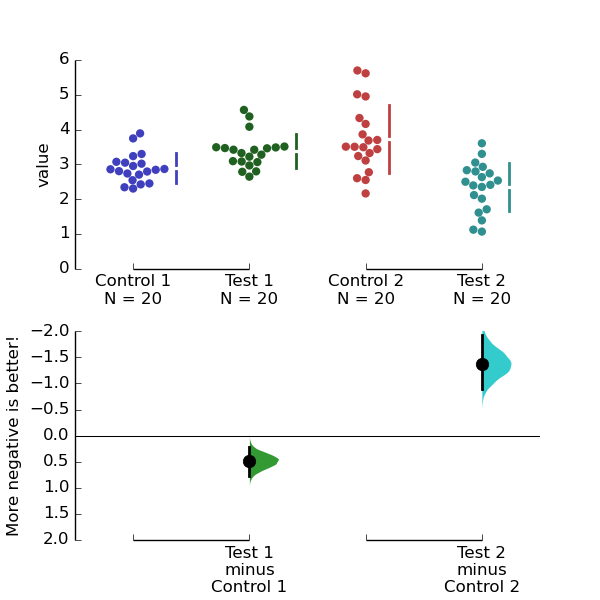 6
5
4
3
2
1
0
value
Control 1
N = 20
Test 1
N = 20
Control 2
N = 20
Test 2
N = 20
−2.0
−1.5
−1.0
−0.5
0.0
0.5
1.0
1.5
2.0
More negative is better!
Test 1
minus
Control 1
Test 2
minus
Control 2